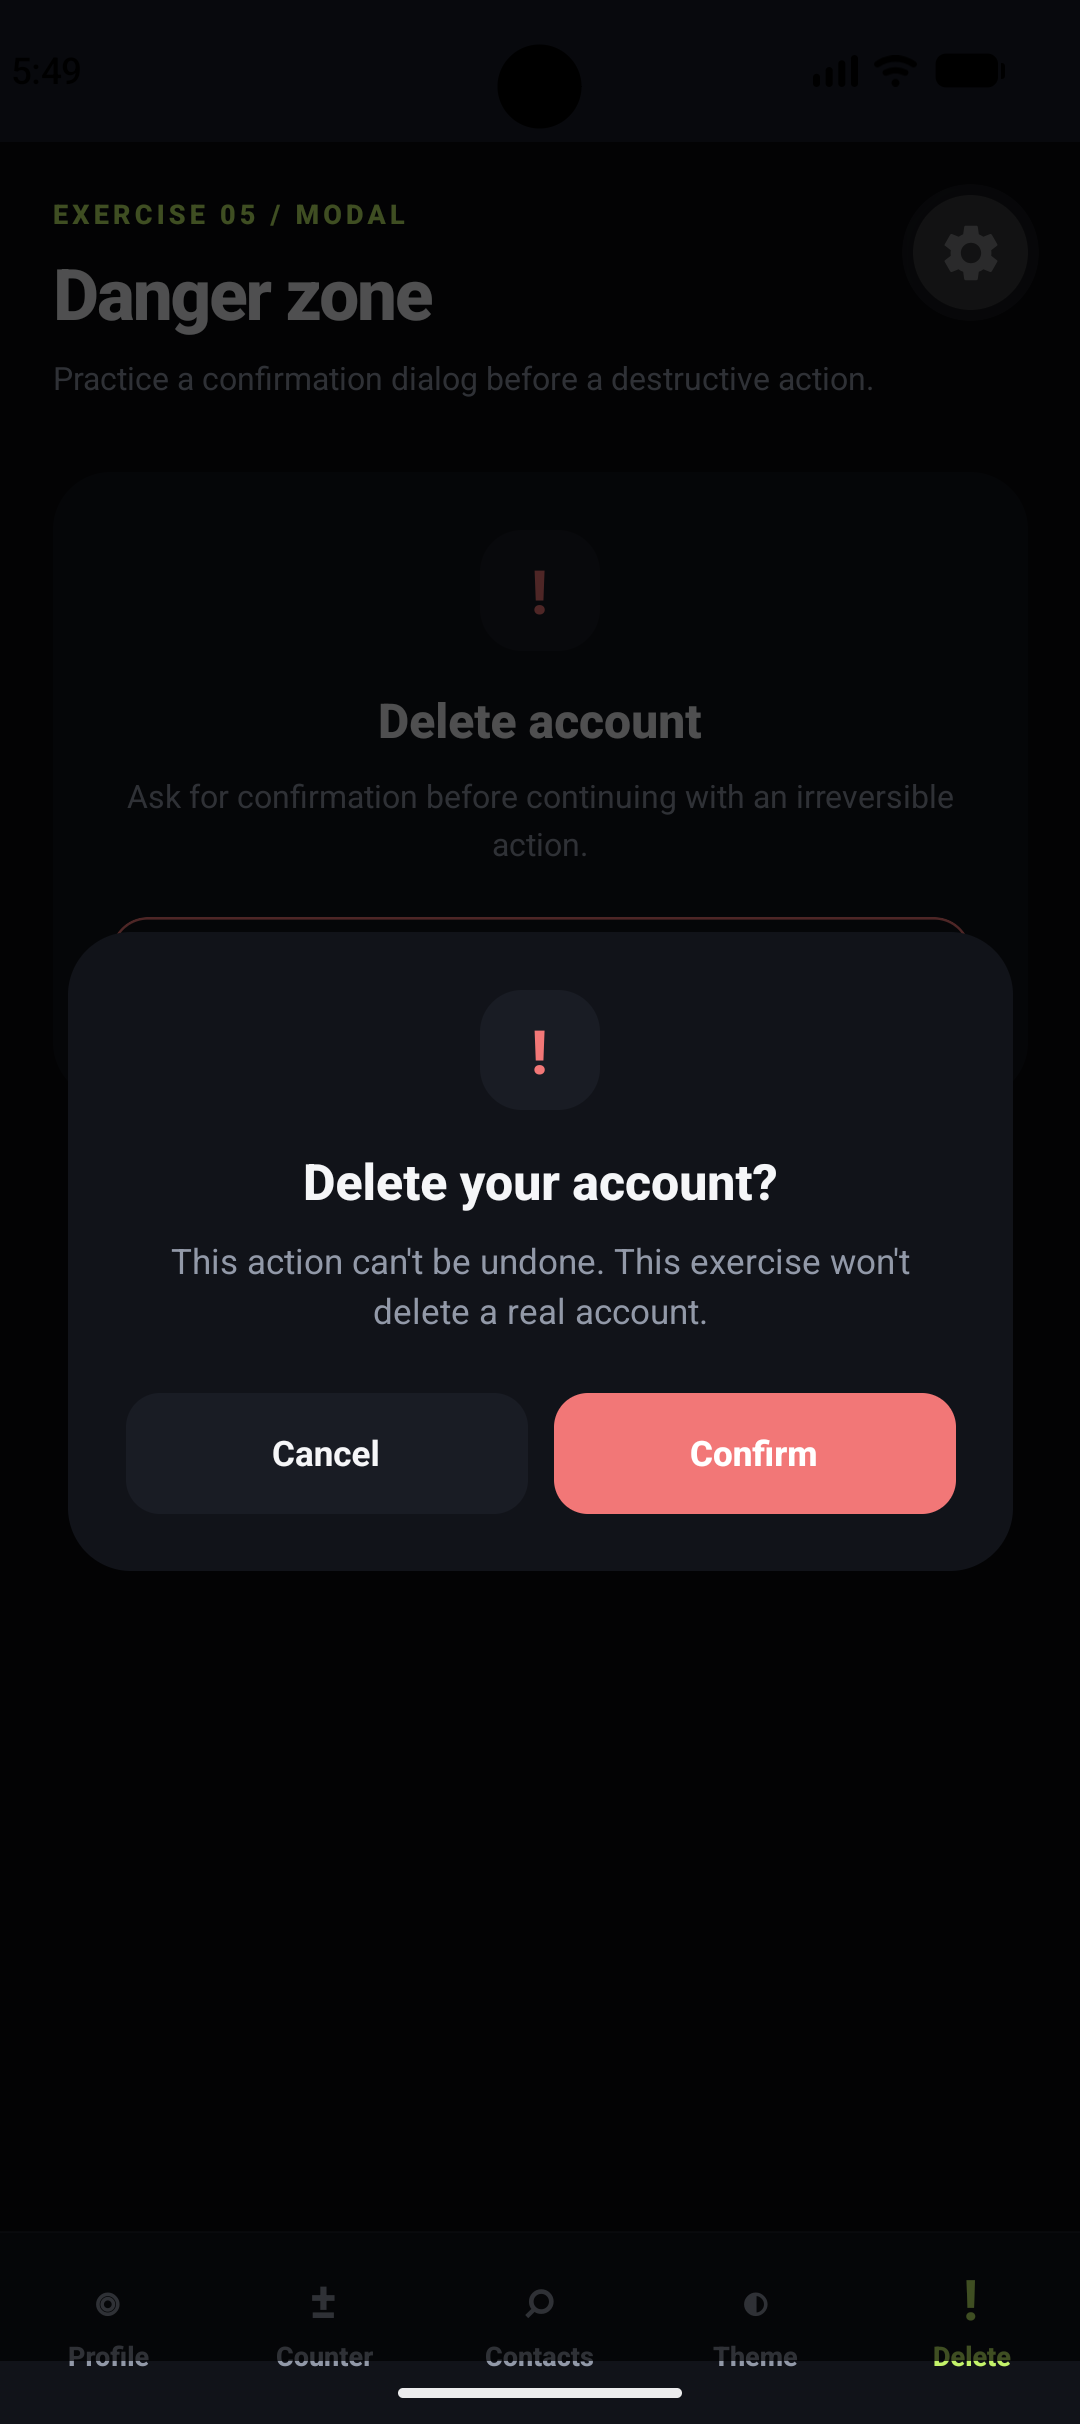 5:49
EXERCISE 05 / MODAL
Danger zone
Practice a confirmation dialog before a destructive action.
!
Delete account
Ask for confirmation before continuing with an irreversible
action.
!
Delete your account?
This action can't be undone. This exercise won't
delete a real account.
Cancel
Confirm
±
!
Profile
Counter
Contacts
Theme
Delete